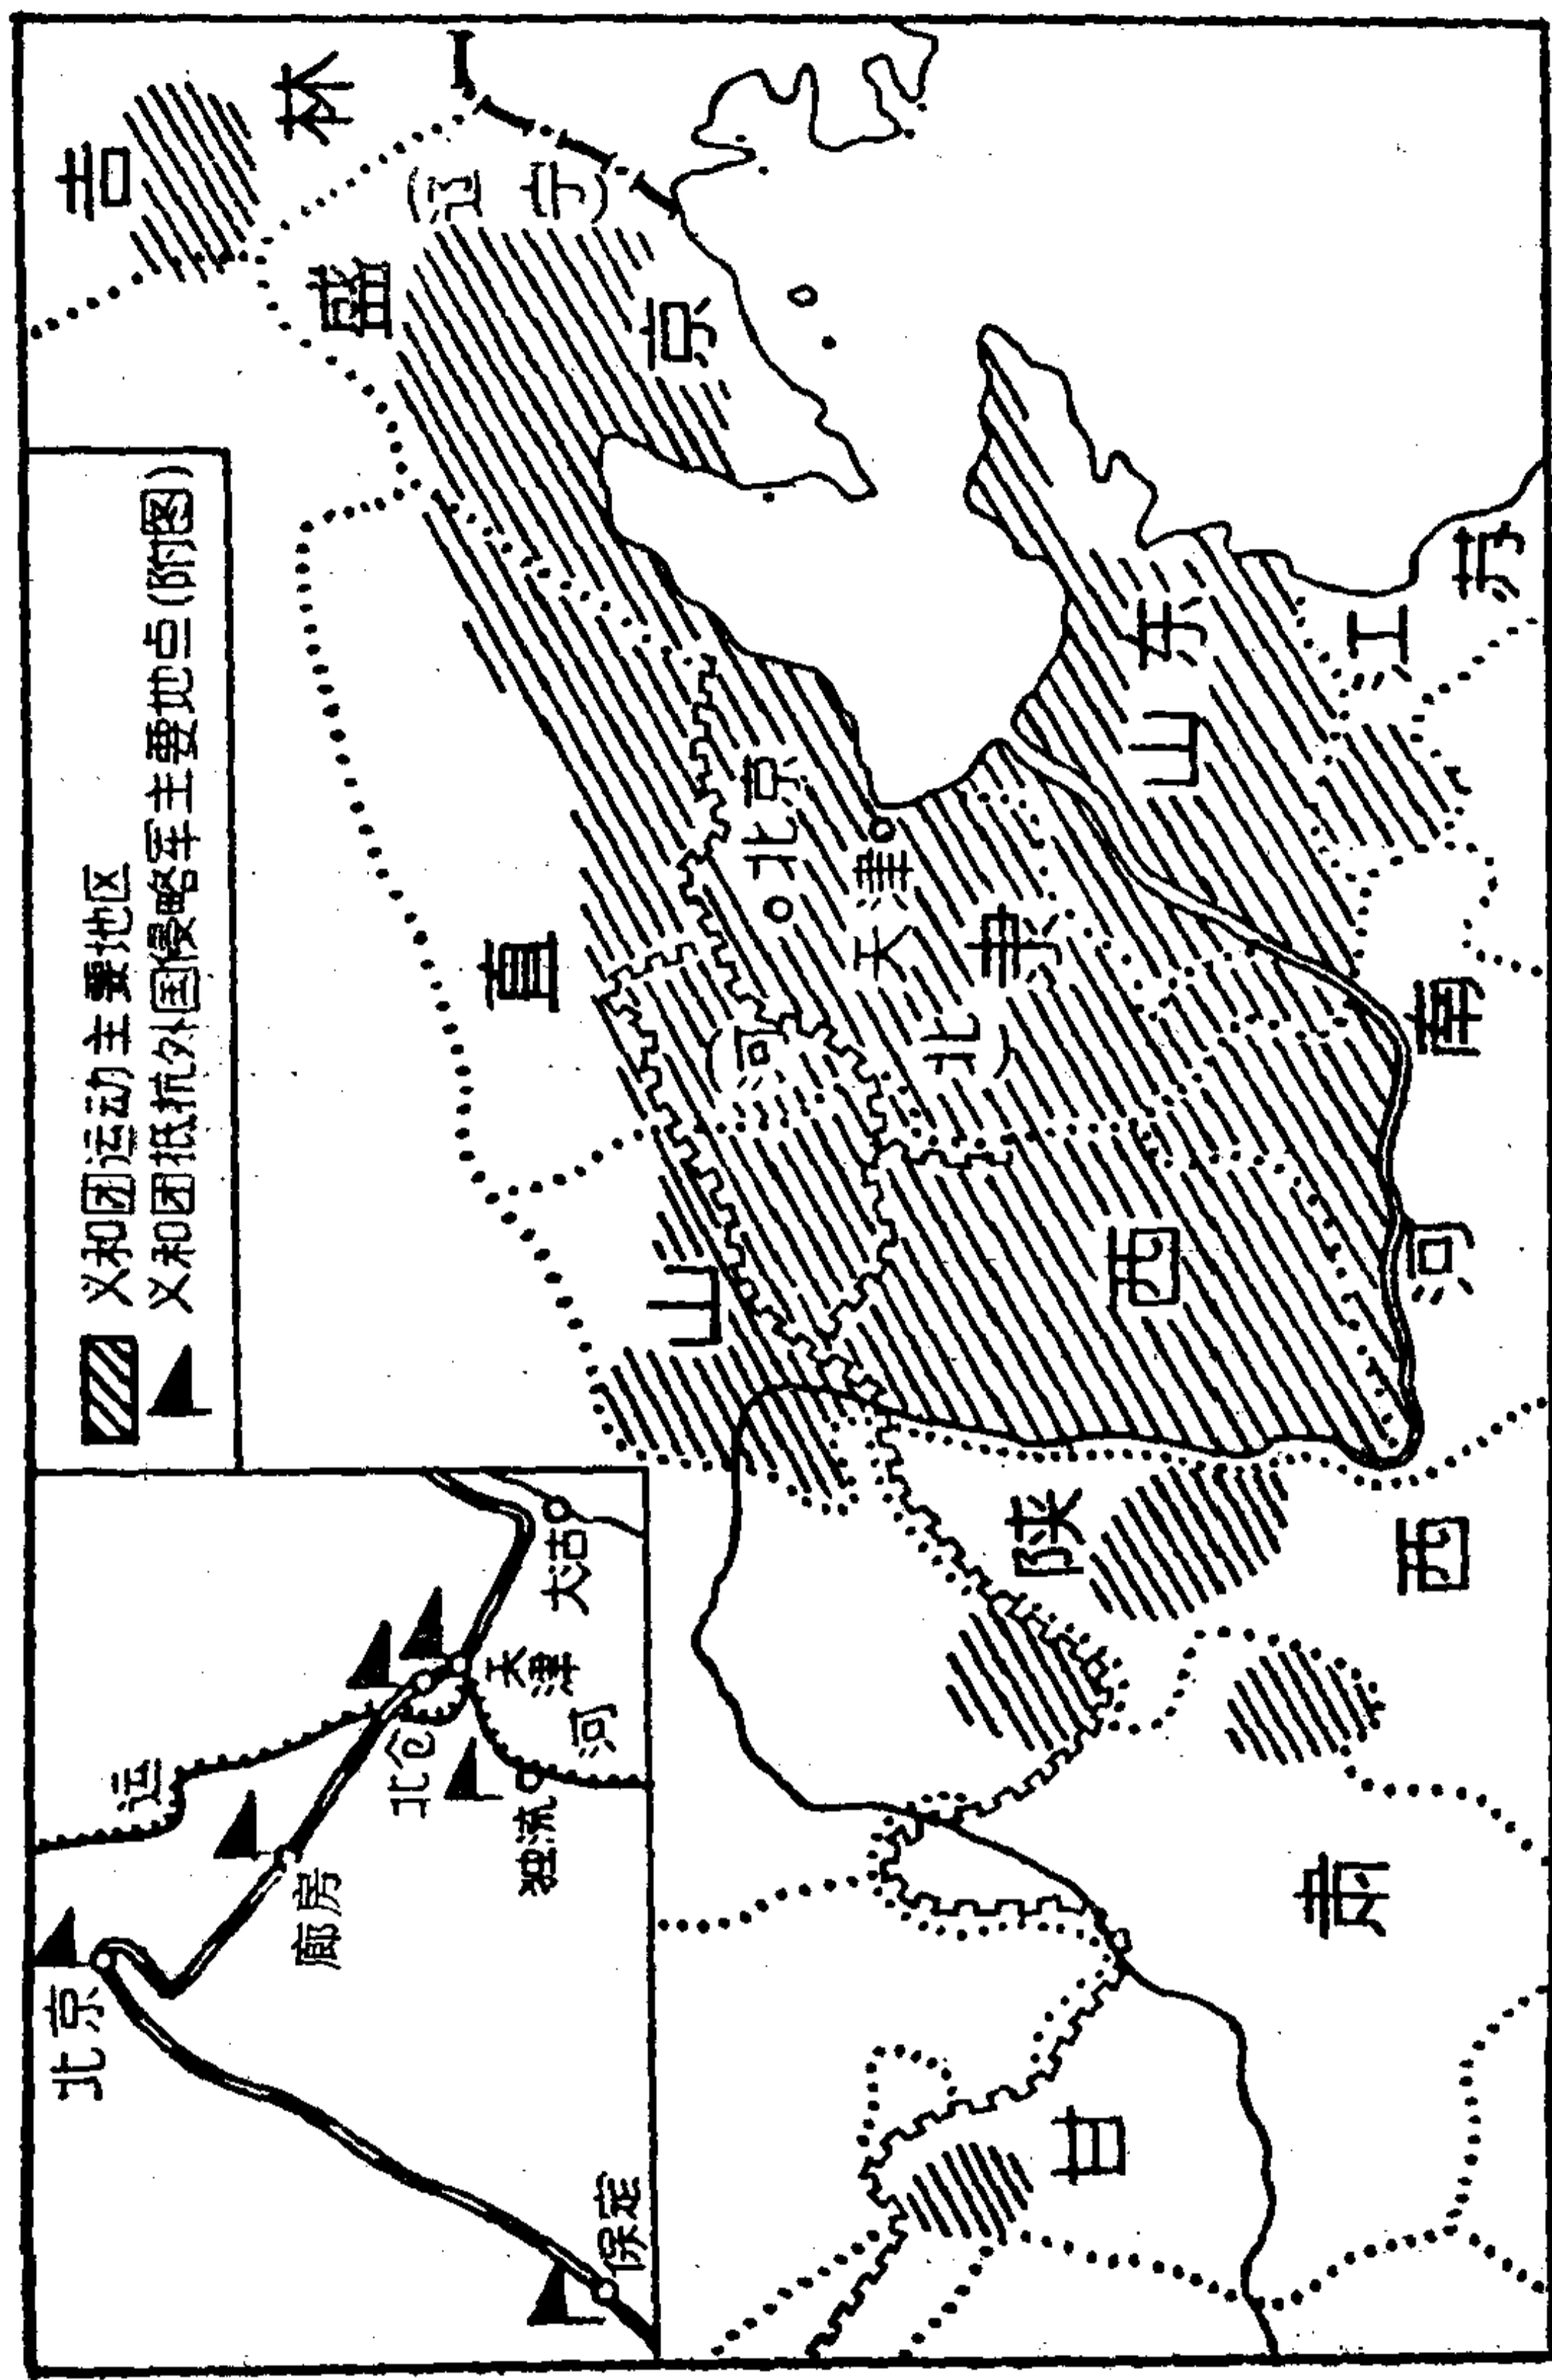 义和团运动主要地区
义和团抵抗外国侵略军主要地点(附图)
北京
运
廊房
北仓
天津
大沽
独流
河
保定
吉林
盛京
(辽宁)
直隶
(河北)
北京
天津
山东
山西
江苏
河南
陕西
甘肃